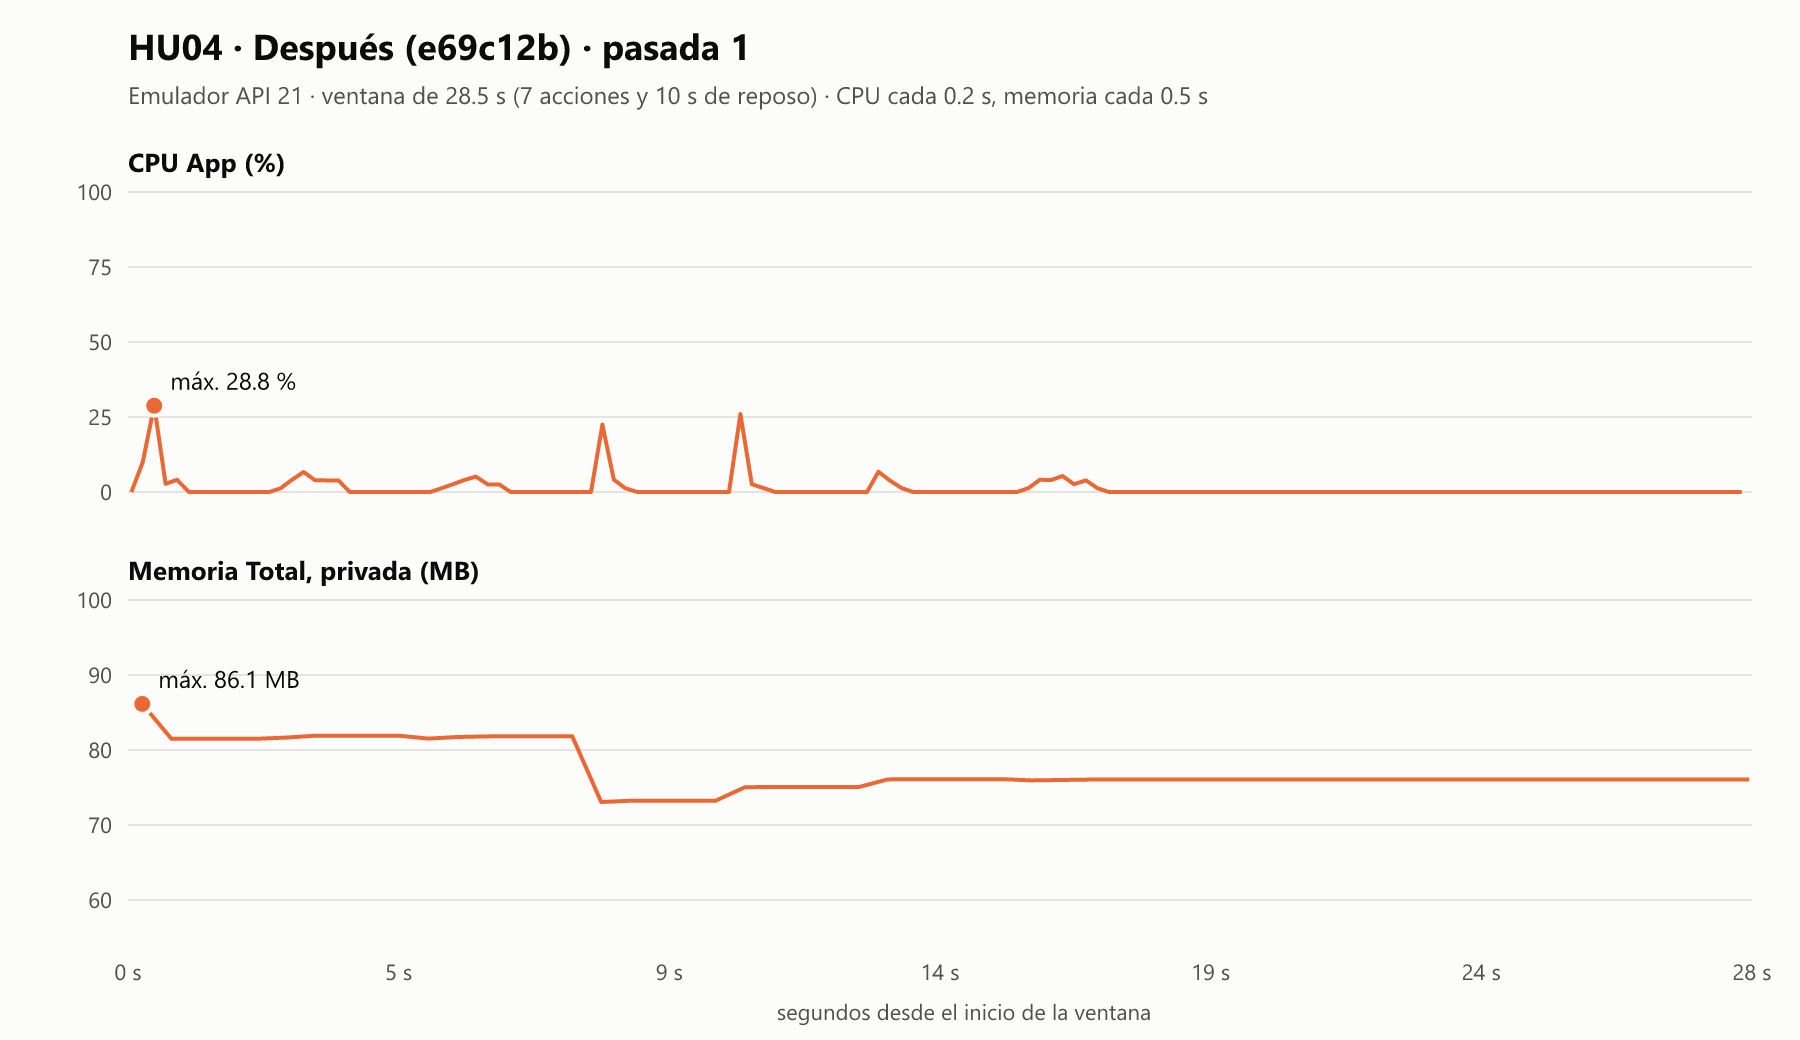 HU04 · Después (e69c12b) · pasada 1
Emulador API 21 · ventana de 28.5 s (7 acciones y 10 s de reposo) · CPU cada 0.2 s, memoria cada 0.5 s
CPU App (%)
100
75
50
máx. 28.8 %
25
0
Memoria Total, privada (MB)
100
90
máx. 86.1 MB
80
70
60
0 s 5 s 9 s 14 s 19 s 24 s 28 s
segundos desde el inicio de la ventana